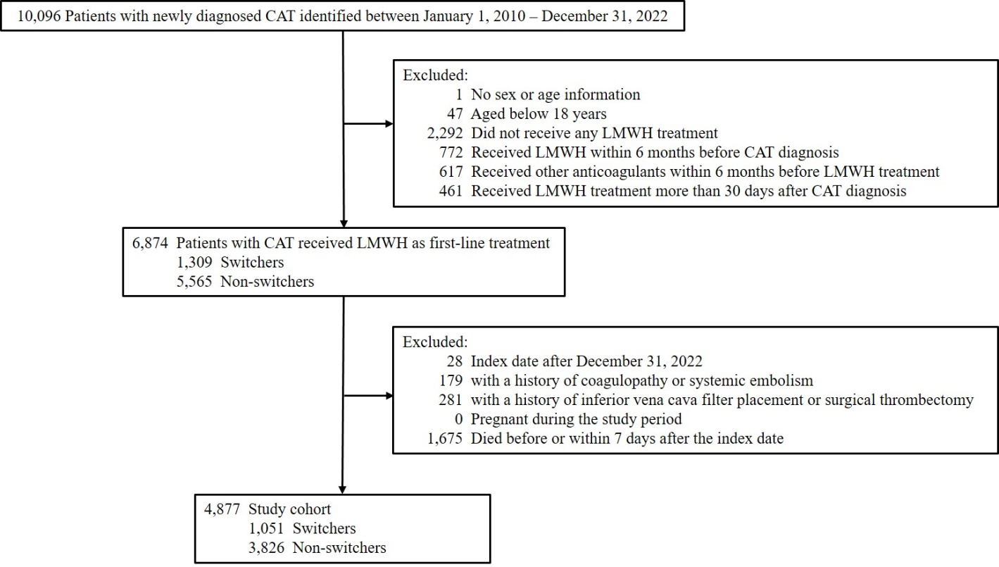 10,096 Patients with newly diagnosed CAT identified between January 1, 2010 – December 31, 2022
Excluded:
1 No sex or age information
47 Aged below 18 years
2,292 Did not receive any LMWH treatment
772 Received LMWH within 6 months before CAT diagnosis
617 Received other anticoagulants within 6 months before LMWH treatment
461 Received LMWH treatment more than 30 days after CAT diagnosis
6,874 Patients with CAT received LMWH as first-line treatment
1,309 Switchers
5,565 Non-switchers
Excluded:
28 Index date after December 31, 2022
179 with a history of coagulopathy or systemic embolism
281 with a history of inferior vena cava filter placement or surgical thrombectomy
0 Pregnant during the study period
1,675 Died before or within 7 days after the index date
4,877 Study cohort
1,051 Switchers
3,826 Non-switchers